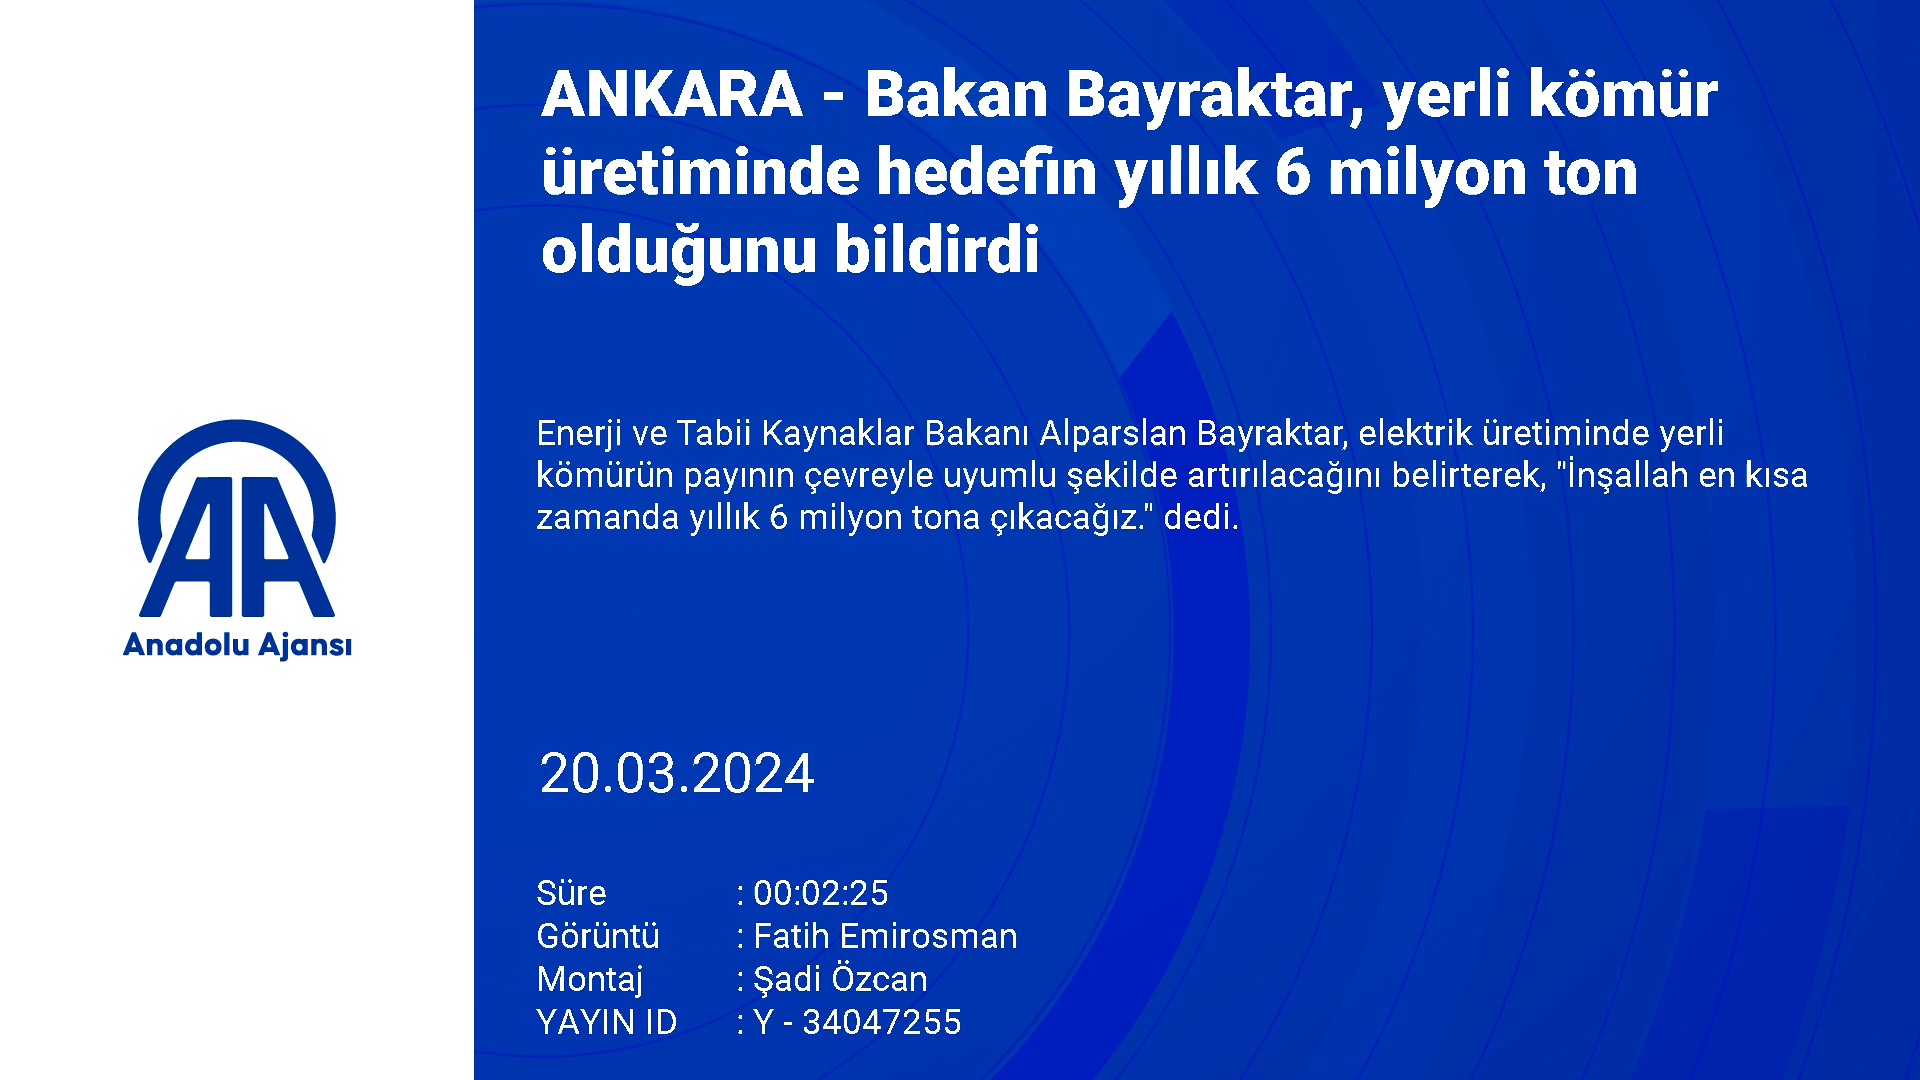 ANKARA - Bakan Bayraktar, yerli kömür
üretiminde hedefin yıllık 6 milyon ton
olduğunu bildirdi
Enerji ve Tabii Kaynaklar Bakanı Alparslan Bayraktar, elektrik üretiminde yerli
kömürün payının çevreyle uyumlu şekilde artırılacağını belirterek, "İnşallah en kısa
zamanda yıllık 6 milyon tona çıkacağız." dedi.
AA
Anadolu Ajansı
20.03.2024
Süre : 00:02:25
Görüntü : Fatih Emirosman
Montaj : Şadi Özcan
YAYIN ID : Y - 34047255